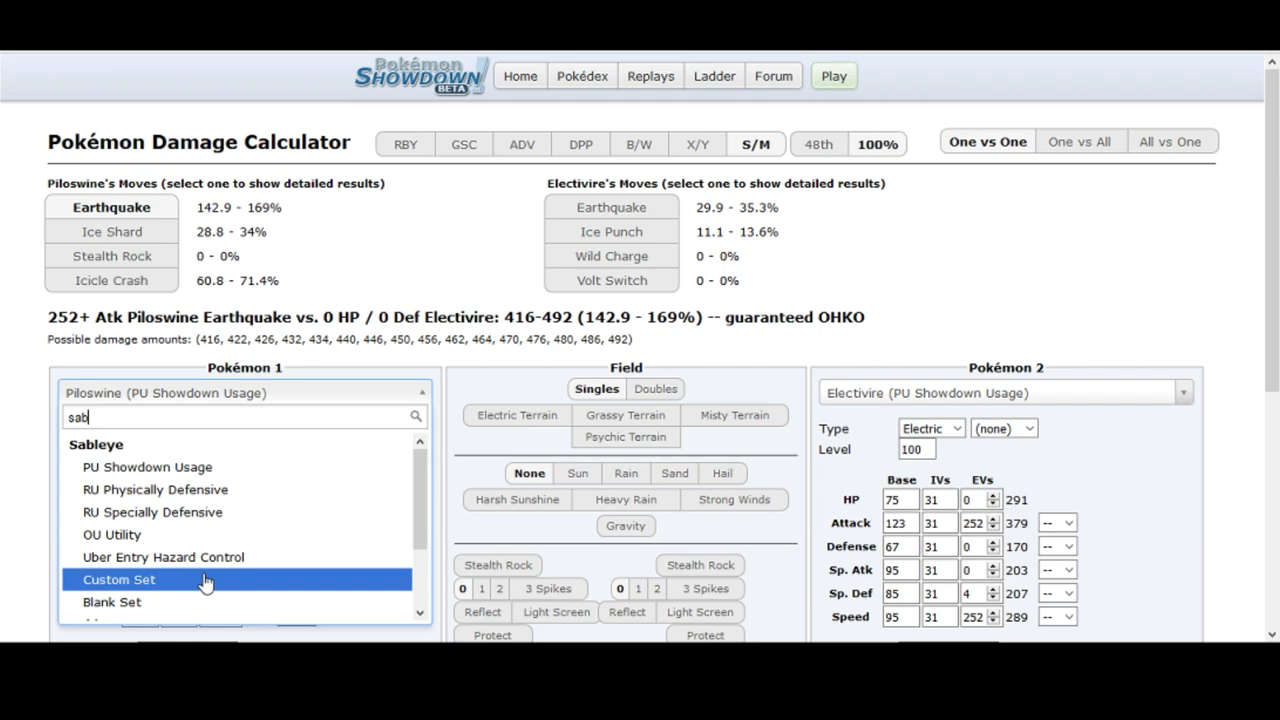 Pokémon
SHOWDOWN!
BETA
Home Pokédex Replays Ladder Forum Play
Pokémon Damage Calculator RBY GSC ADV DPP B/W X/Y S/M 48th 100% One vs One One vs All All vs One
Piloswine's Moves (select one to show detailed results) Electivire's Moves (select one to show detailed results)
Earthquake 142.9 - 169% Earthquake 29.9 - 35.3%
Ice Shard 28.8 - 34% Ice Punch 11.1 - 13.6%
Stealth Rock 0 - 0% Wild Charge 0 - 0%
Icicle Crash 60.8 - 71.4% Volt Switch 0 - 0%
252+ Atk Piloswine Earthquake vs. 0 HP / 0 Def Electivire: 416-492 (142.9 - 169%) -- guaranteed OHKO
Possible damage amounts: (416, 422, 426, 432, 434, 440, 446, 450, 456, 462, 464, 470, 476, 480, 486, 492)
Pokémon 1
Piloswine (PU Showdown Usage)
sab
Sableye
PU Showdown Usage
RU Physically Defensive
RU Specially Defensive
OU Utility
Uber Entry Hazard Control
Custom Set
Blank Set
Field
Singles Doubles
Electric Terrain Grassy Terrain Misty Terrain
Psychic Terrain
None Sun Rain Sand Hail
Harsh Sunshine Heavy Rain Strong Winds
Gravity
Stealth Rock Stealth Rock
0 1 2 3 Spikes 0 1 2 3 Spikes
Reflect Light Screen Reflect Light Screen
Protect Protect
Pokémon 2
Electivire (PU Showdown Usage)
Type Electric (none)
Level 100
Base IVs EVs
HP 75 31 0 291
Attack 123 31 252 379 --
Defense 67 31 0 170 --
Sp. Atk 95 31 0 203 --
Sp. Def 85 31 4 207 --
Speed 95 31 252 289 --